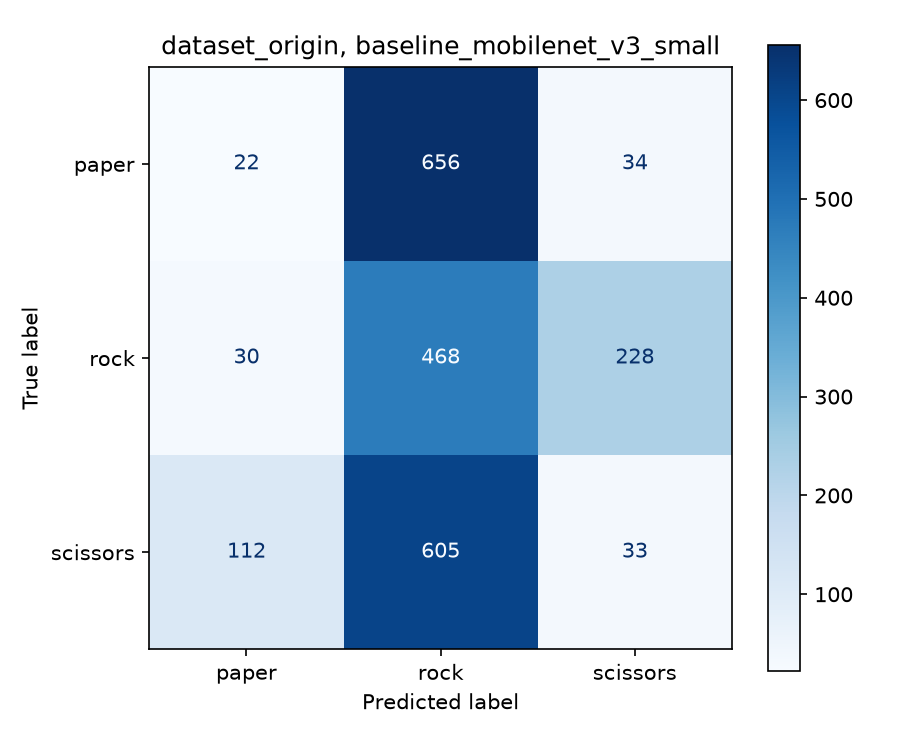 dataset_origin, baseline_mobilenet_v3_small
600
paper 22 656 34
500
400
True label
rock 30 468 228
300
200
scissors 112 605 33
100
paper rock scissors
Predicted label